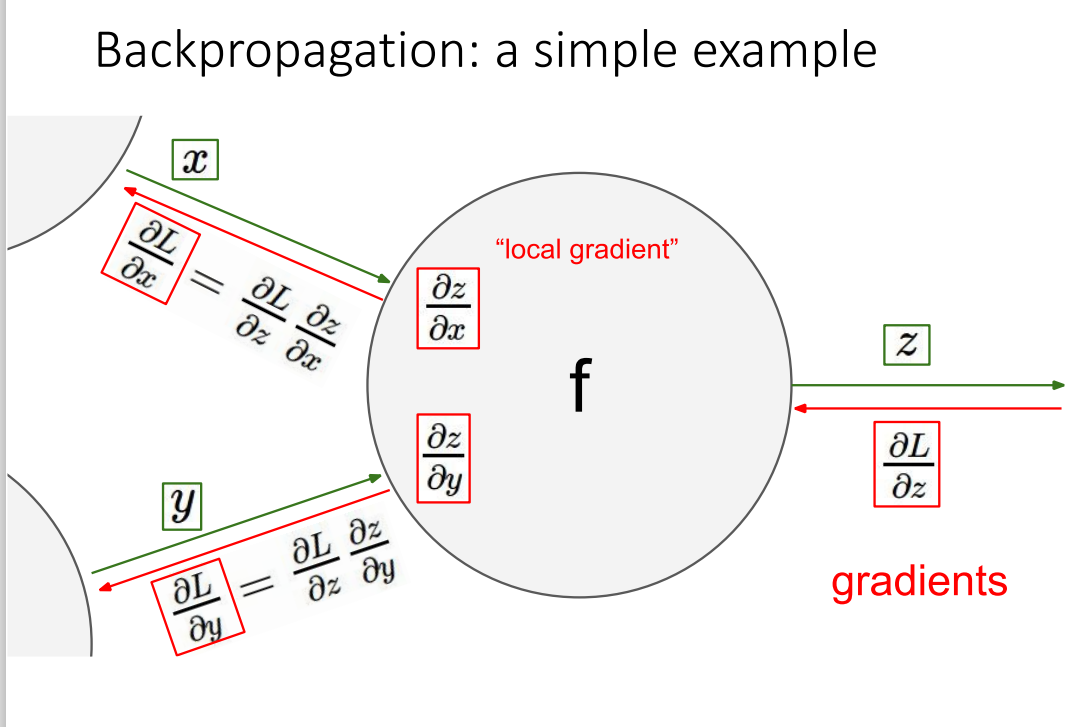 Backpropagation: a simple example
x
∂L/∂x = ∂L/∂z ∂z/∂x
“local gradient”
∂z/∂x
f
z
∂L/∂z
∂z/∂y
y
∂L/∂y = ∂L/∂z ∂z/∂y
gradients